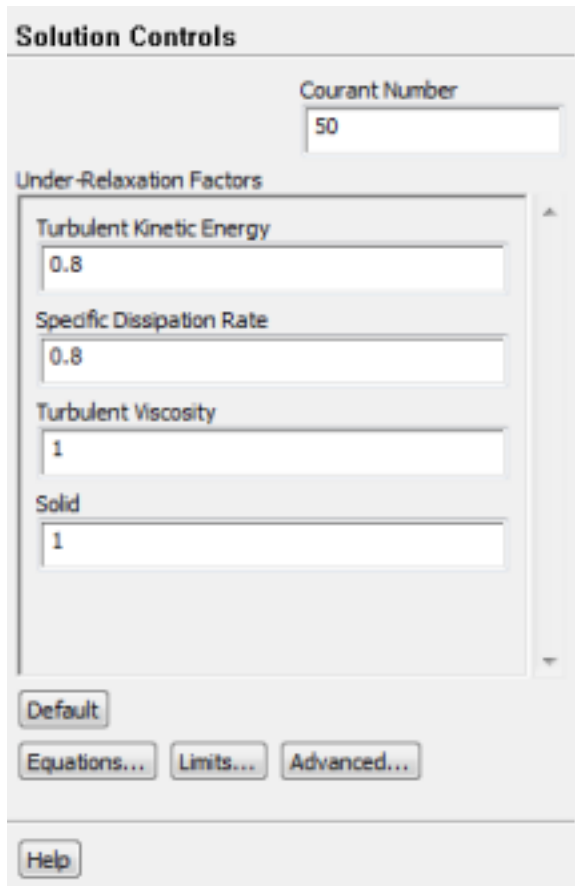 Solution Controls
Courant Number
50
Under-Relaxation Factors
Turbulent Kinetic Energy
0.8
Specific Dissipation Rate
0.8
Turbulent Viscosity
1
Solid
1
Default
Equations... Limits... Advanced...
Help